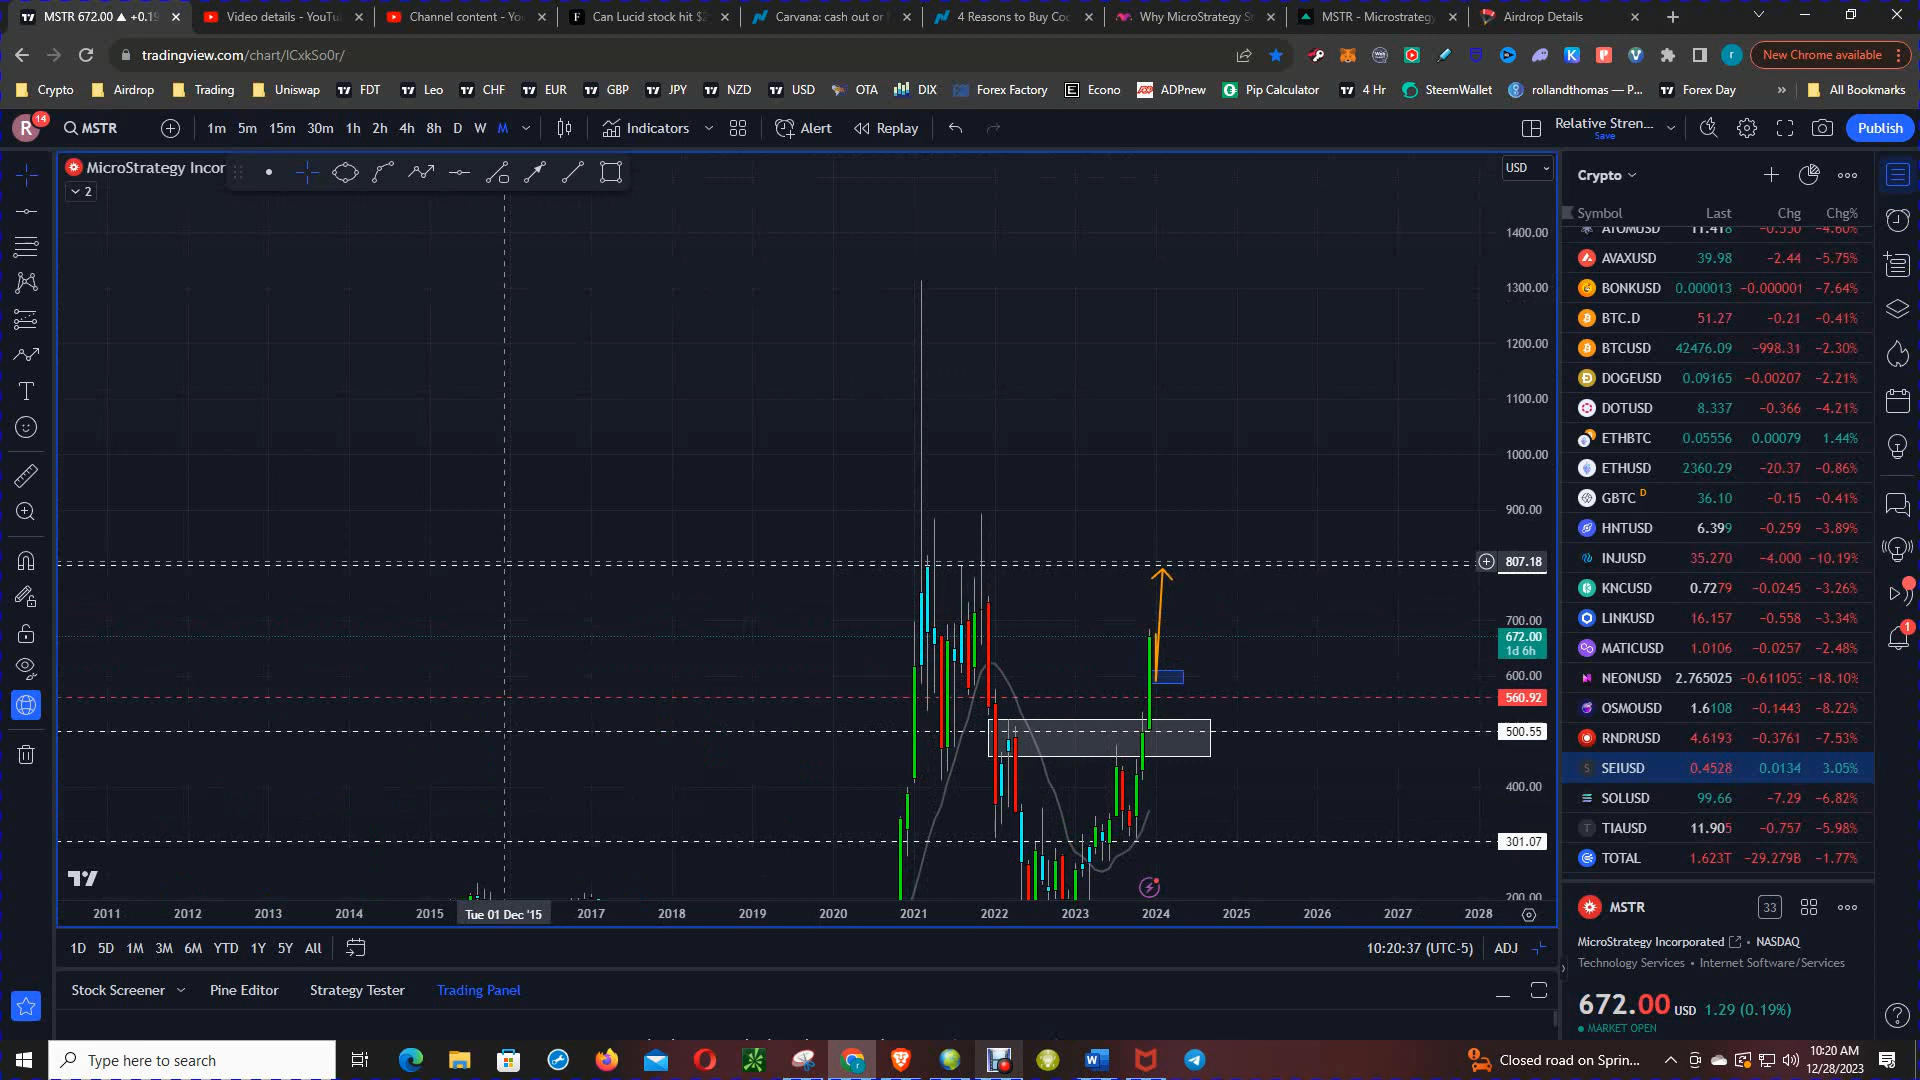 MSTR 672.00 ▲ +0.19
Video details - YouTu
Channel content - Yo
Can Lucid stock hit $2
Carvana: cash out or
4 Reasons to Buy Co
Why MicroStrategy S
MSTR - Microstrategy
Airdrop Details
tradingview.com/chart/lCxkSo0r/
New Chrome available
Crypto
Airdrop
Trading
Uniswap
FDT
Leo
CHF
EUR
GBP
JPY
NZD
USD
OTA
DIX
Forex Factory
Econo
ADPnew
Pip Calculator
4 Hr
SteemWallet
rollandthomas — P...
Forex Day
»
All Bookmarks
R
14
MSTR
1m 5m 15m 30m 1h 2h 4h 8h D W M
Indicators
Alert
Replay
Relative Stren...
Save
Publish
MicroStrategy Incor
2
USD
1400.00
1300.00
1200.00
1100.00
1000.00
900.00
807.18
700.00
672.00
1d 6h
600.00
560.92
500.55
400.00
301.07
200.00
2011 2012 2013 2014 2015 Tue 01 Dec '15 2017 2018 2019 2020 2021 2022 2023 2024 2025 2026 2027 2028
1D 5D 1M 3M 6M YTD 1Y 5Y All
10:20:37 (UTC-5)
ADJ
Stock Screener
Pine Editor
Strategy Tester
Trading Panel
Crypto
Symbol Last Chg Chg%
ATOMUSD 11.418 −0.550 −4.60%
AVAXUSD 39.98 −2.44 −5.75%
BONKUSD 0.000013 −0.000001 −7.64%
BTC.D 51.27 −0.21 −0.41%
BTCUSD 42476.09 −998.31 −2.30%
DOGEUSD 0.09165 −0.00207 −2.21%
DOTUSD 8.337 −0.366 −4.21%
ETHBTC 0.05556 0.00079 1.44%
ETHUSD 2360.29 −20.37 −0.86%
GBTC D 36.10 −0.15 −0.41%
HNTUSD 6.399 −0.259 −3.89%
INJUSD 35.270 −4.000 −10.19%
KNCUSD 0.7279 −0.0245 −3.26%
LINKUSD 16.157 −0.558 −3.34%
MATICUSD 1.0106 −0.0257 −2.48%
NEONUSD 2.765025 −0.611053 −18.10%
OSMOUSD 1.6108 −0.1443 −8.22%
RNDRUSD 4.6193 −0.3761 −7.53%
SEIUSD 0.4528 0.0134 3.05%
SOLUSD 99.66 −7.29 −6.82%
TIAUSD 11.905 −0.757 −5.98%
TOTAL 1.623T −29.279B −1.77%
MSTR
33
MicroStrategy Incorporated • NASDAQ
Technology Services • Internet Software/Services
672.00 USD 1.29 (0.19%)
MARKET OPEN
1
Type here to search
Closed road on Sprin...
10:20 AM
12/28/2023